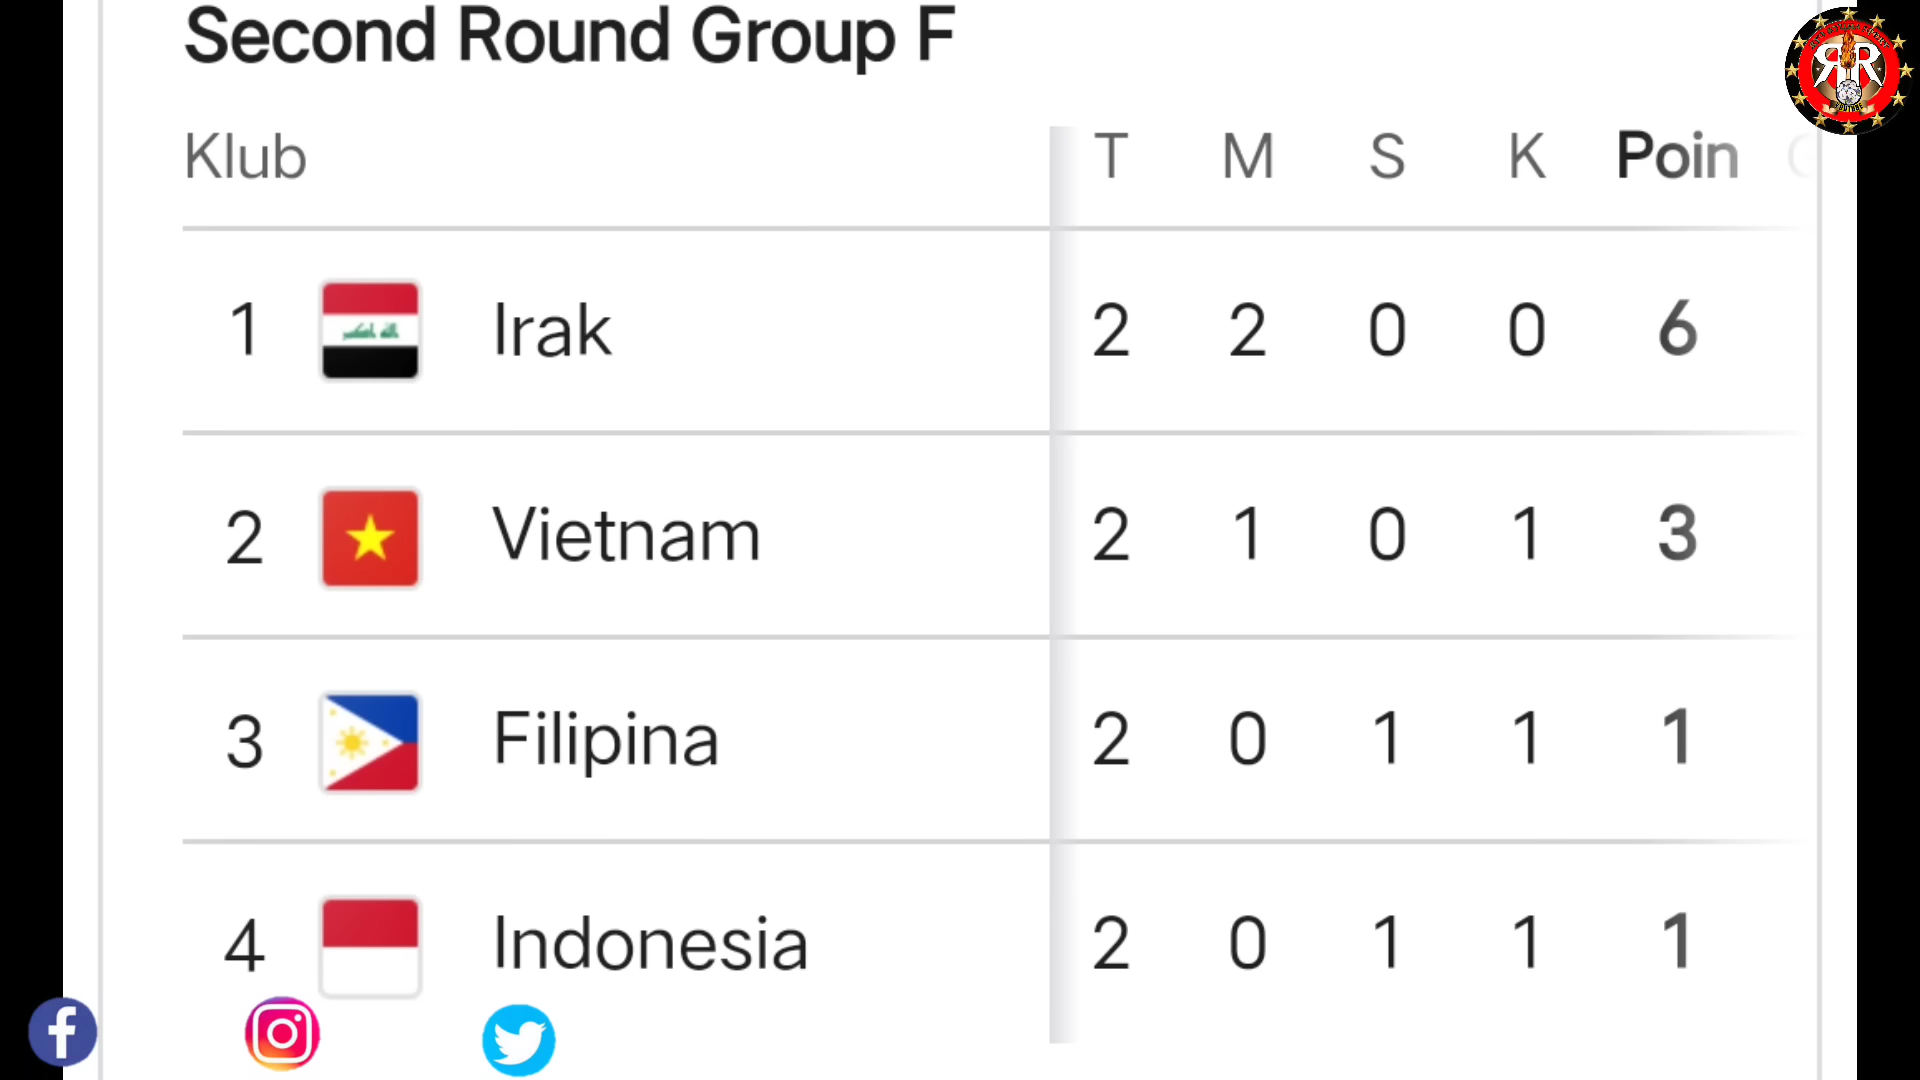 Second Round Group F
Klub T M S K Poin
1 Irak 2 2 0 0 6
2 Vietnam 2 1 0 1 3
3 Filipina 2 0 1 1 1
4 Indonesia 2 0 1 1 1